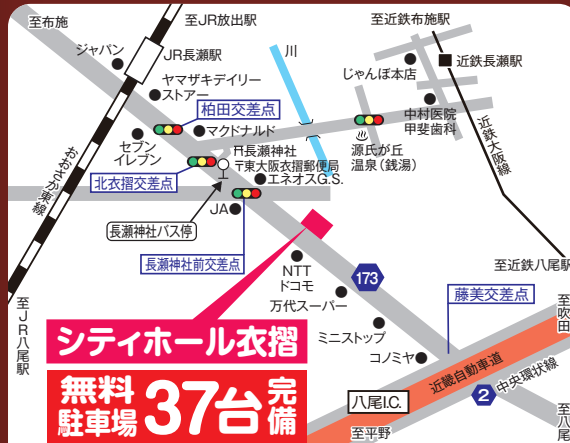 至布施
至JR放出駅
至近鉄布施駅
ジャパン
JR長瀬駅
川
じゃんぼ本店
近鉄長瀬駅
ヤマザキデイリー
ストアー
柏田交差点
マクドナルド
中村医院
甲斐歯科
近鉄大阪線
セブン
イレブン
長瀬神社
〒東大阪衣摺郵便局
エネオスG.S.
源氏が丘
温泉(銭湯)
おおさか東線
北衣摺交差点
JA
長瀬神社バス停
長瀬神社前交差点
NTT
ドコモ
173
至近鉄八尾駅
万代スーパー
藤美交差点
至吹田
至JR八尾駅
シティホール衣摺
ミニストップ
コノミヤ
近畿自動車道
中央環状線
2
無料
駐車場
37台
完備
八尾I.C.
至平野
至八尾